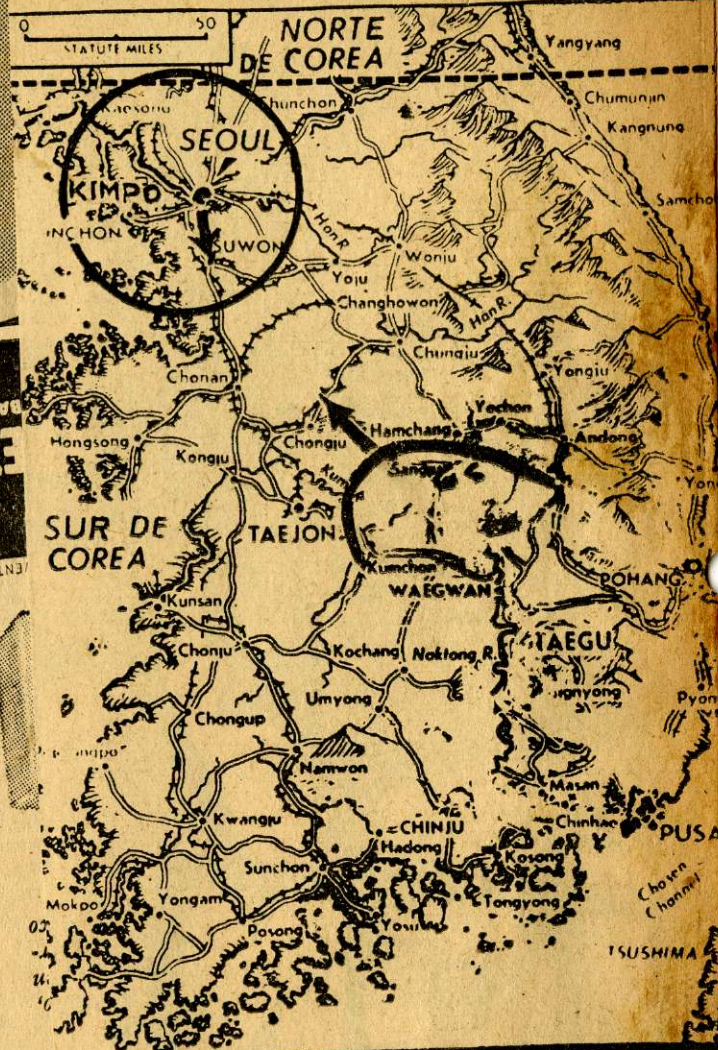 0 50
STATUTE MILES
NORTE
DE COREA
Yangyang
Chumunjin
Kangnung
Kaesong
Chunchon
SEOUL
KIMPO
INCHON
SUWON
Han R.
Wonju
Yoju
Changhowon
Han R.
Chungju
Yongju
Chonan
Yechon
Hamchang
Andong
Hongsong
Chongju
Kongju
Kum
TAEJON
SUR DE
COREA
Kumchon
WAEGWAN
POHANG
Kunsan
Chonju
Kochang
Noktong R.
TAEGU
Umyong
Chongup
Namwon
Masan
Kwangju
CHINJU
Chinhae
PUSA
Hadong
Sunchon
Kosong
Mokpo
Yongam
Tongyong
Chosen
Channel
Posong
Yosu
TSUSHIMA